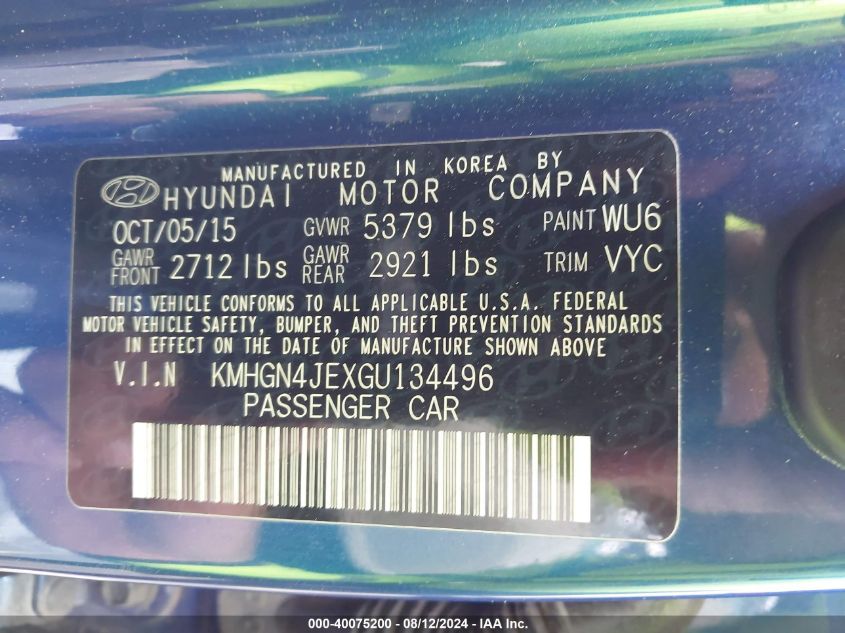 MANUFACTURED IN KOREA BY
HYUNDAI MOTOR COMPANY
OCT/05/15 GVWR 5379 lbs PAINT WU6
GAWR FRONT 2712 lbs GAWR REAR 2921 lbs TRIM VYC
THIS VEHICLE CONFORMS TO ALL APPLICABLE U.S.A. FEDERAL
MOTOR VEHICLE SAFETY, BUMPER, AND THEFT PREVENTION STANDARDS
IN EFFECT ON THE DATE OF MANUFACTURE SHOWN ABOVE
V.I.N KMHGN4JEXGU134496
PASSENGER CAR
000-40075200 - 08/12/2024 - IAA Inc.